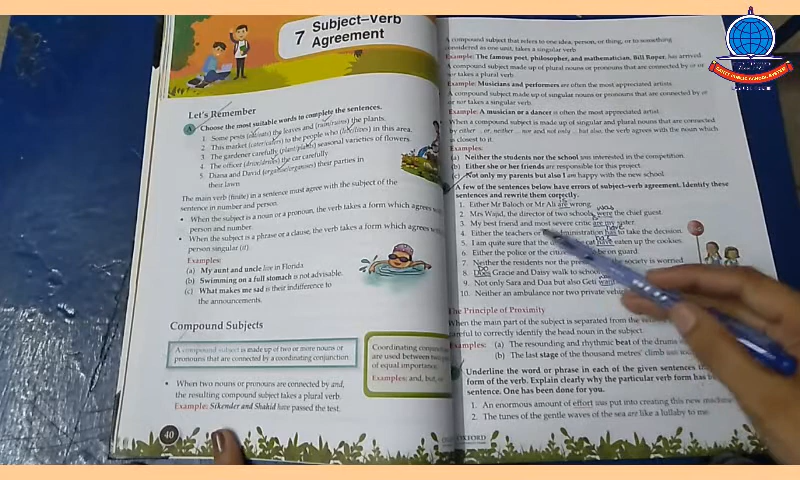 7 Subject–Verb
Agreement
Let's Remember
A Choose the most suitable words to complete the sentences.
1. Some pests (eat/eats) the leaves and (ruin/ruins) the plants.
2. This market (cater/caters) to the people who (live/lives) in this area.
3. The gardener carefully (plant/plants) seasonal varieties of flowers.
4. The officer (drive/drives) the car carefully.
5. Diana and David (organise/organises) their parties in
their lawn.
The main verb (finite) in a sentence must agree with the subject of the
sentence in number and person.
• When the subject is a noun or a pronoun, the verb takes a form which agrees with
person and number.
• When the subject is a phrase or a clause, the verb takes a form which agrees with
person singular (it).
Examples:
(a) My aunt and uncle live in Florida.
(b) Swimming on a full stomach is not advisable.
(c) What makes me sad is their indifference to
the announcements.
Compound Subjects
A compound subject is made up of two or more nouns or
pronouns that are connected by a coordinating conjunction.
Coordinating
are used between
of equal importance.
Examples: and, but, or
• When two nouns or pronouns are connected by and,
the resulting compound subject takes a plural verb.
Example: Sikender and Shahid have passed the test.
40
A compound subject that refers to one idea, person, or thing, or to something
considered as one unit, takes a singular verb.
Example: The famous poet, philosopher, and mathematician, Bill Roper, has arrived.
A compound subject made up of plural nouns or pronouns that are connected by or or
nor takes a plural verb.
Example: Musicians and performers are often the most appreciated artists.
A compound subject made up of singular nouns or pronouns that are connected by or
or nor takes a singular verb.
Example: A musician or a dancer is often the most appreciated artist.
When a compound subject is made up of singular and plural nouns that are connected
by either... or, neither... nor and not only... but also, the verb agrees with the noun which
is closest to it.
Examples:
(a) Neither the students nor the school was interested in the competition.
(b) Either she or her friends are responsible for this project.
(c) Not only my parents but also I am happy with the new school.
A few of the sentences below have errors of subject-verb agreement. Identify these
sentences and rewrite them correctly.
1. Either Mr Baloch or Mr Ali are wrong.
is
2. Mrs Wajid, the director of two schools, were the chief guest.
was
3. My best friend and most severe critic are my sister.
is
4. Either the teachers or the administration has to take the decision.
have
5. I am quite sure that the cat have eaten up the cookies.
has
6. Either the police or the be on guard.
7. Neither the residents nor the society is worried.
8. Does Gracie and Daisy walk to school
Do
9. Not only Sara and Dua but also Geti want
10. Neither an ambulance nor two private
The Principle of Proximity
When the main part of the subject is separated from the
careful to correctly identify the head noun in the subject.
Examples: (a) The resounding and rhythmic beat of the drums
(b) The last stage of the thousand metres' climb was
Underline the word or phrase in each of the given sentences
form of the verb. Explain clearly why the particular verb form has
sentence. One has been done for you.
1. An enormous amount of effort was put into creating this new machine
2. The tunes of the gentle waves of the sea are like a lullaby to me.
OXFORD